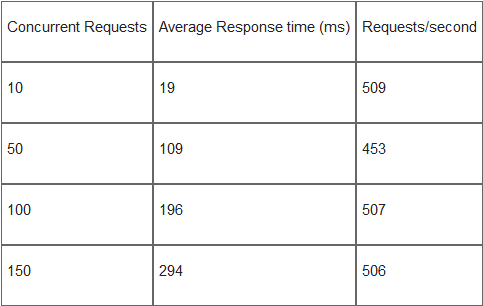 Concurrent Requests Average Response time (ms) Requests/second
10 19 509
50 109 453
100 196 507
150 294 506